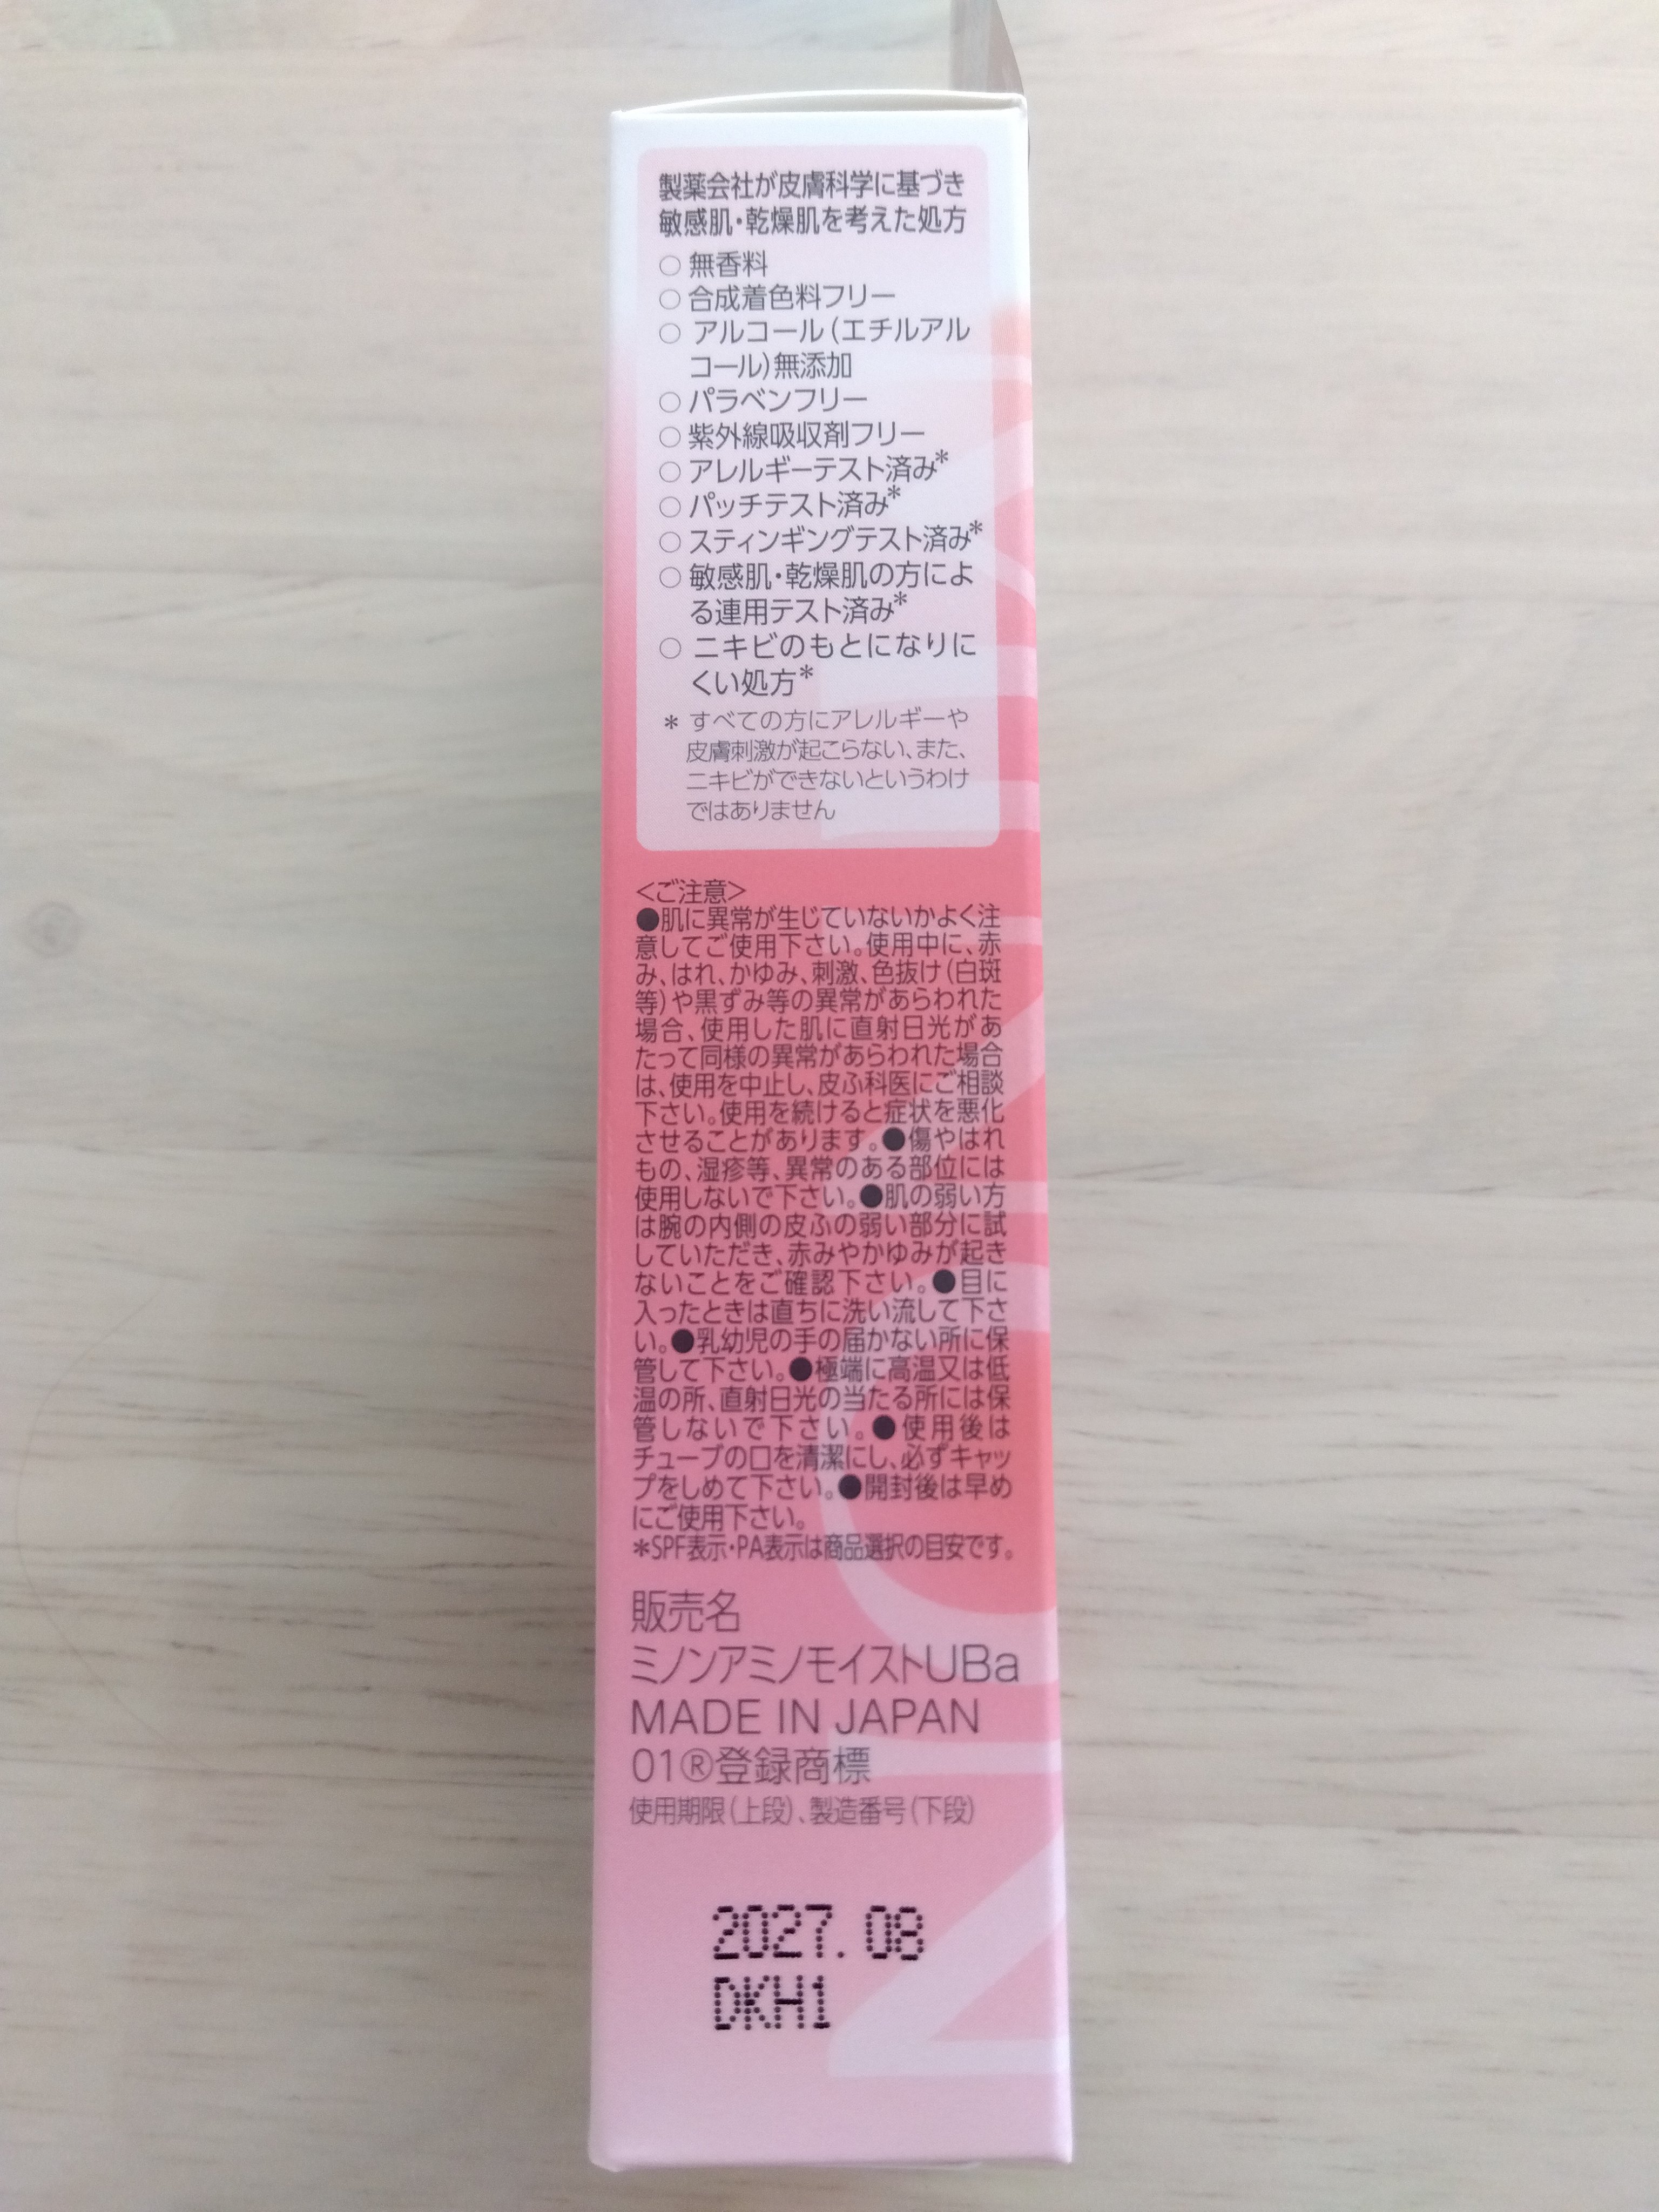 製薬会社が皮膚科学に基づき
敏感肌・乾燥肌を考えた処方
○ 無香料
○ 合成着色料フリー
○ アルコール(エチルアル
コール)無添加
○ パラベンフリー
○ 紫外線吸収剤フリー
○ アレルギーテスト済み*
○ パッチテスト済み*
○ スティンギングテスト済み*
○ 敏感肌・乾燥肌の方によ
る連用テスト済み*
○ ニキビのもとになりに
くい処方*
* すべての方にアレルギーや
皮膚刺激が起こらない、また、
ニキビができないというわけ
ではありません
<ご注意>
●肌に異常が生じていないかよく注
意してご使用下さい。使用中に、赤
み、はれ、かゆみ、刺激、色抜け(白斑
等)や黒ずみ等の異常があらわれた
場合、使用した肌に直射日光があ
たって同様の異常があらわれた場合
は、使用を中止し、皮ふ科医にご相談
下さい。使用を続けると症状を悪化
させることがあります。●傷やはれ
もの、湿疹等、異常のある部位には
使用しないで下さい。●肌の弱い方
は腕の内側の皮ふの弱い部分に試
していただき、赤みやかゆみが起き
ないことをご確認下さい。●目に
入ったときは直ちに洗い流して下さ
い。●乳幼児の手の届かない所に保
管して下さい。●極端に高温又は低
温の所、直射日光の当たる所には保
管しないで下さい。●使用後は
チューブの口を清潔にし、必ずキャッ
プをしめて下さい。●開封後は早め
にご使用下さい。
*SPF表示・PA表示は商品選択の目安です。
販売名
ミノンアミノモイストUBa
MADE IN JAPAN
01®登録商標
使用期限(上段)、製造番号(下段)
2027.08
DKH1